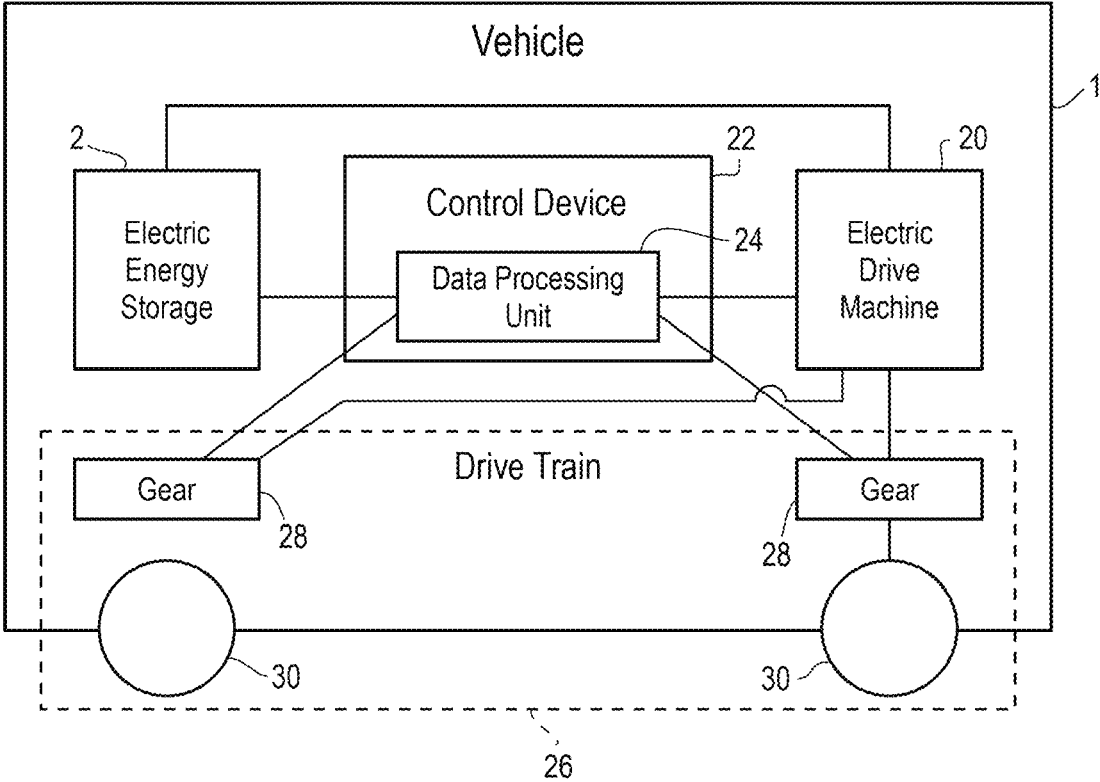 Vehicle
1
2
22
20
Control Device
Electric
Energy
Storage
24
Data Processing
Unit
Electric
Drive
Machine
Drive Train
Gear
Gear
28
28
30
30
26